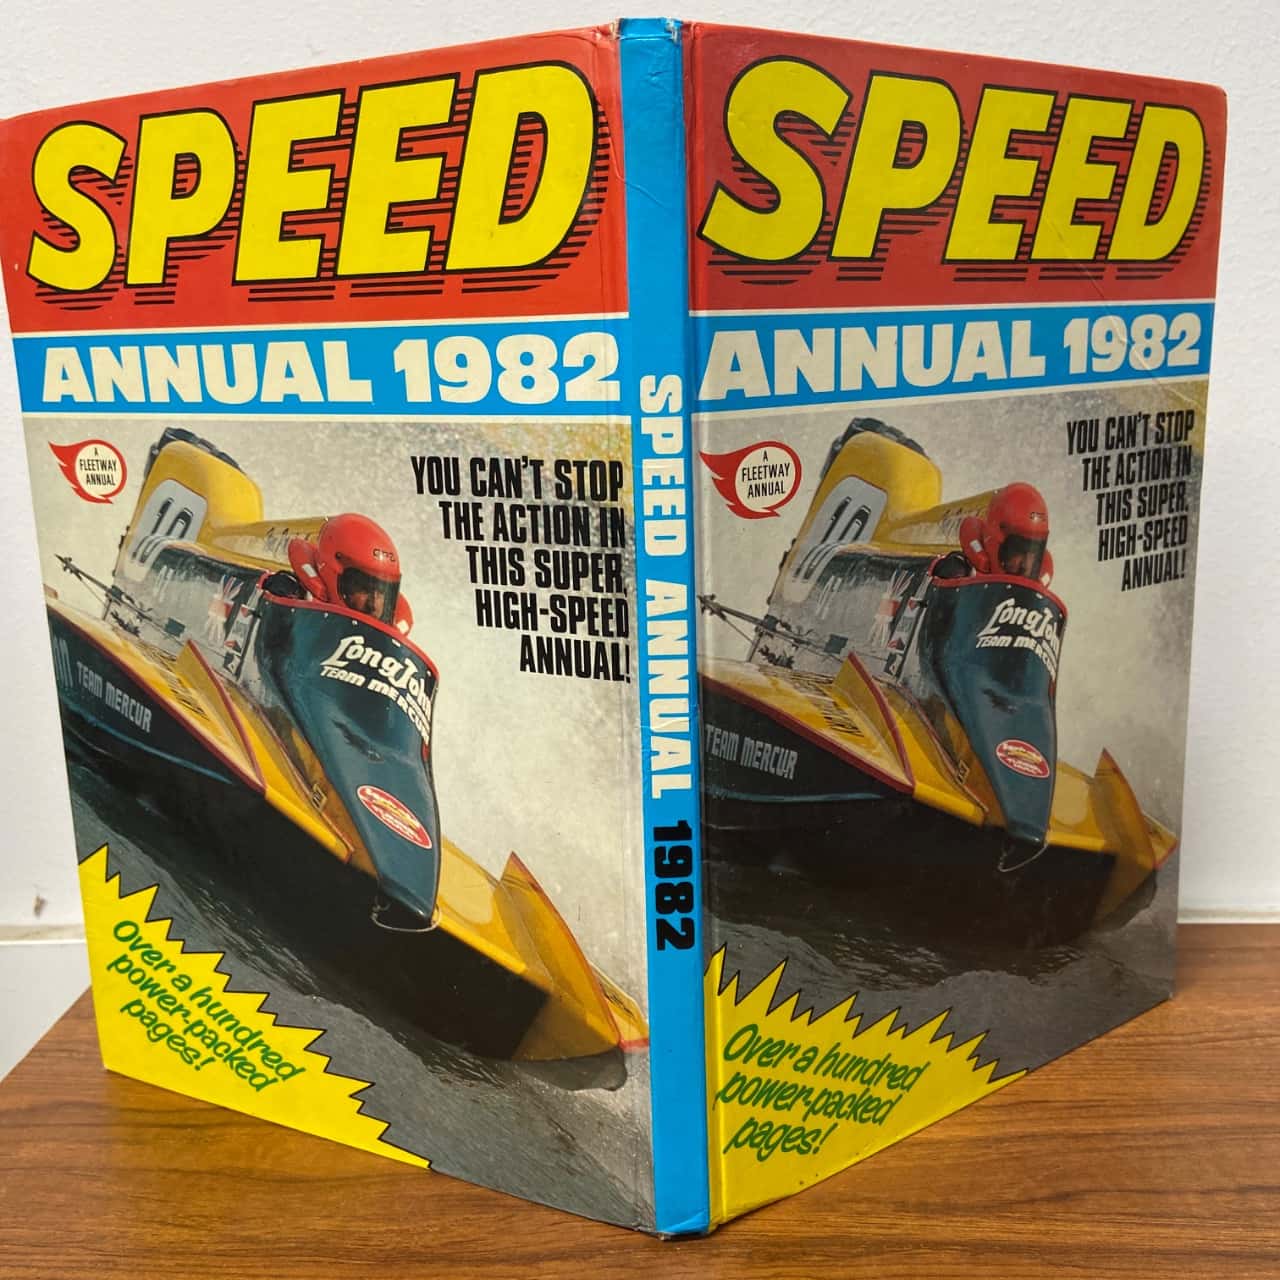 SPEED
ANNUAL 1982
A
FLEETWAY
ANNUAL
YOU CAN'T STOP
THE ACTION IN
THIS SUPER,
HIGH-SPEED
ANNUAL!
10
Long John
TEAM MERCUR
TEAM MERCUR
Over a hundred
power-packed
pages!
SPEED ANNUAL 1982
SPEED
ANNUAL 1982
A
FLEETWAY
ANNUAL
YOU CAN'T STOP
THE ACTION IN
THIS SUPER,
HIGH-SPEED
ANNUAL!
10
Long John
TEAM MERCUR
TEAM MERCUR
Over a hundred
power-packed
pages!